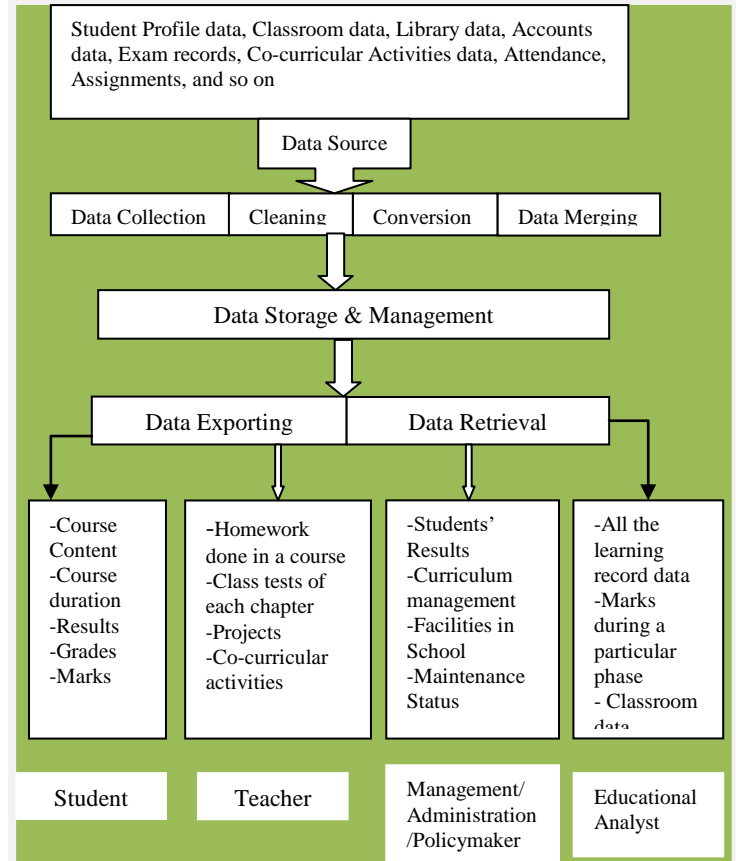 Student Profile data, Classroom data, Library data, Accounts
data, Exam records, Co-curricular Activities data, Attendance,
Assignments, and so on
Data Source
Data Collection
Cleaning
Conversion
Data Merging
Data Storage & Management
Data Exporting
Data Retrieval
-Course
Content
-Course
duration
-Results
-Grades
-Marks
-Homework
done in a course
-Class tests of
each chapter
-Projects
-Co-curricular
activities
-Students’
Results
-Curriculum
management
-Facilities in
School
-Maintenance
Status
-All the
learning
record data
-Marks
during a
particular
phase
- Classroom
data
Student
Teacher
Management/
Administration
/Policymaker
Educational
Analyst